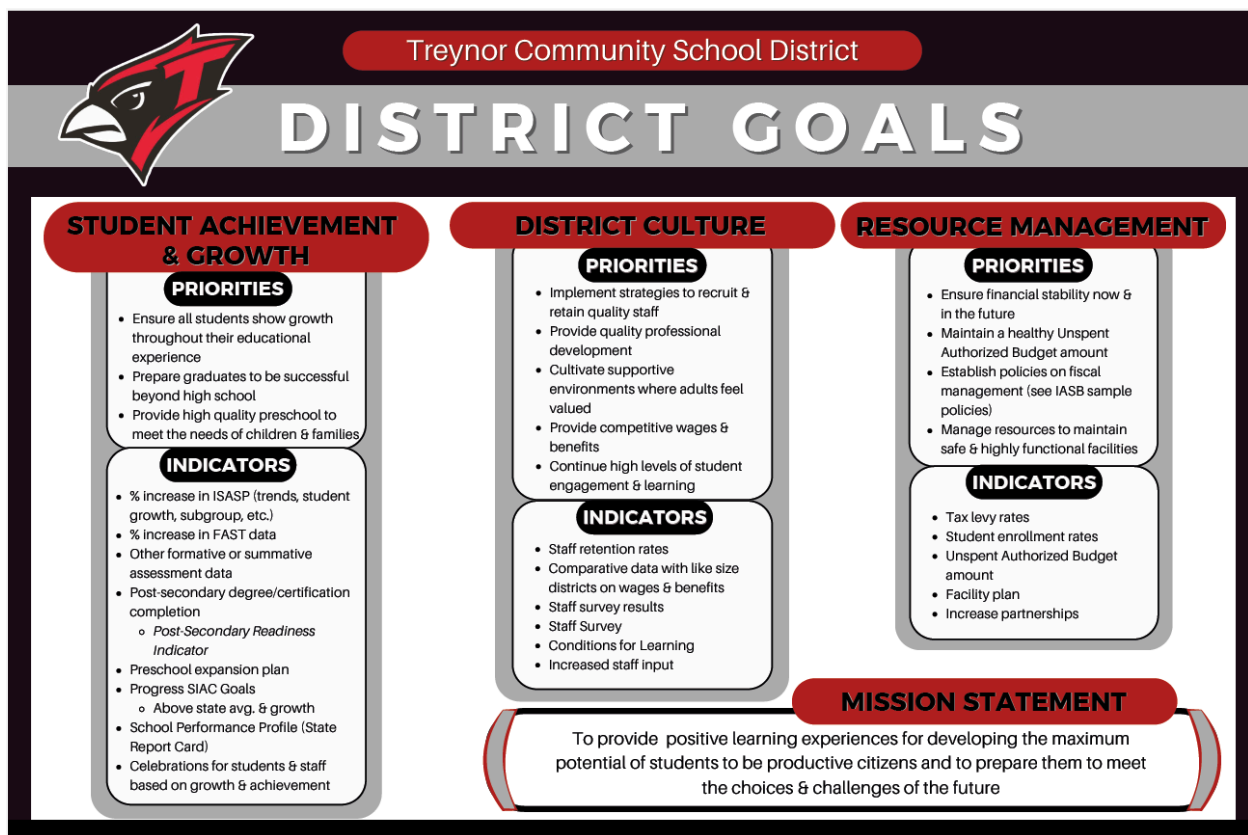 Treynor Community School District
DISTRICT GOALS
T
STUDENT ACHIEVEMENT
& GROWTH
PRIORITIES
• Ensure all students show growth
throughout their educational
experience
• Prepare graduates to be successful
beyond high school
• Provide high quality preschool to
meet the needs of children & families
INDICATORS
• % increase in ISASP (trends, student
growth, subgroup, etc.)
• % increase in FAST data
• Other formative or summative
assessment data
• Post-secondary degree/certification
completion
◦ Post-Secondary Readiness
Indicator
• Preschool expansion plan
• Progress SIAC Goals
◦ Above state avg. & growth
• School Performance Profile (State
Report Card)
• Celebrations for students & staff
based on growth & achievement
DISTRICT CULTURE
PRIORITIES
• Implement strategies to recruit &
retain quality staff
• Provide quality professional
development
• Cultivate supportive
environments where adults feel
valued
• Provide competitive wages &
benefits
• Continue high levels of student
engagement & learning
INDICATORS
• Staff retention rates
• Comparative data with like size
districts on wages & benefits
• Staff survey results
• Staff Survey
• Conditions for Learning
• Increased staff input
RESOURCE MANAGEMENT
PRIORITIES
• Ensure financial stability now &
in the future
• Maintain a healthy Unspent
Authorized Budget amount
• Establish policies on fiscal
management (see IASB sample
policies)
• Manage resources to maintain
safe & highly functional facilities
INDICATORS
• Tax levy rates
• Student enrollment rates
• Unspent Authorized Budget
amount
• Facility plan
• Increase partnerships
MISSION STATEMENT
To provide positive learning experiences for developing the maximum
potential of students to be productive citizens and to prepare them to meet
the choices & challenges of the future